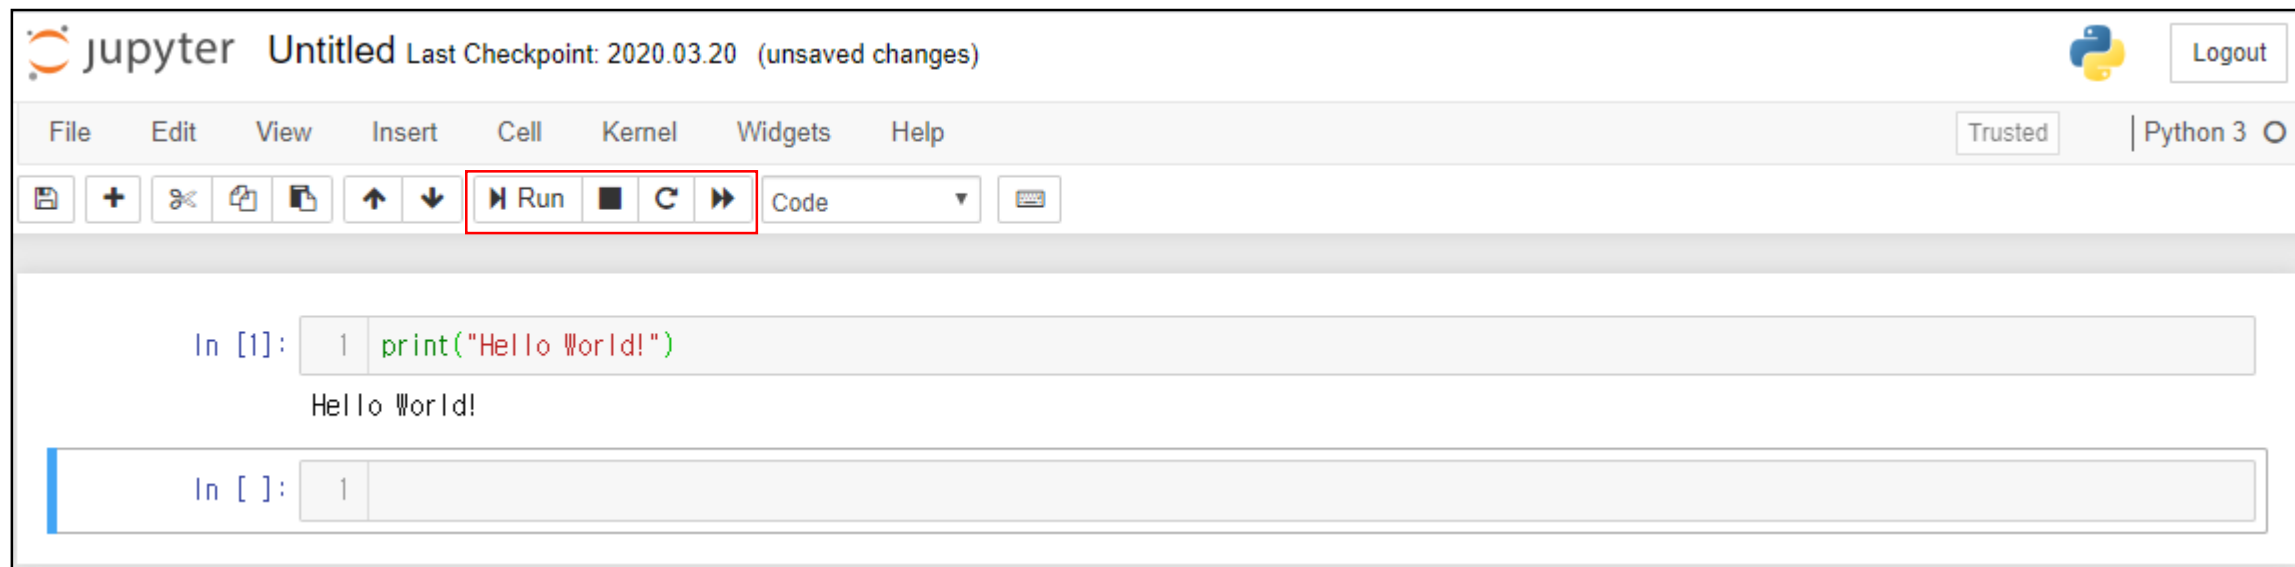 jupyter Untitled Last Checkpoint: 2020.03.20 (unsaved changes) Logout
File Edit View Insert Cell Kernel Widgets Help Trusted Python 3
Run Code
In [1]: 1 print("Hello World!")
Hello World!
In [ ]: 1